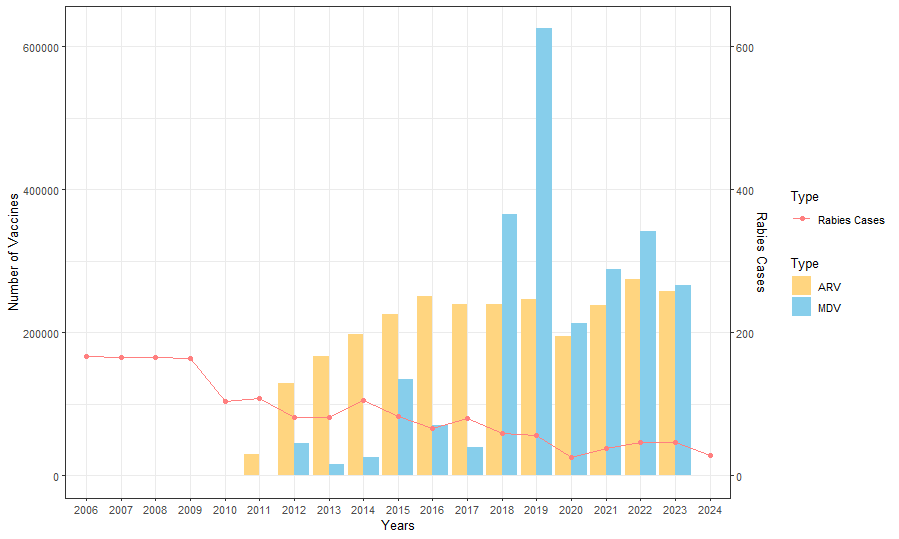 Number of Vaccines
600000
400000
200000
0
600
400
200
0
Rabies Cases
2006 2007 2008 2009 2010 2011 2012 2013 2014 2015 2016 2017 2018 2019 2020 2021 2022 2023 2024
Years
Type
Rabies Cases
Type
ARV
MDV